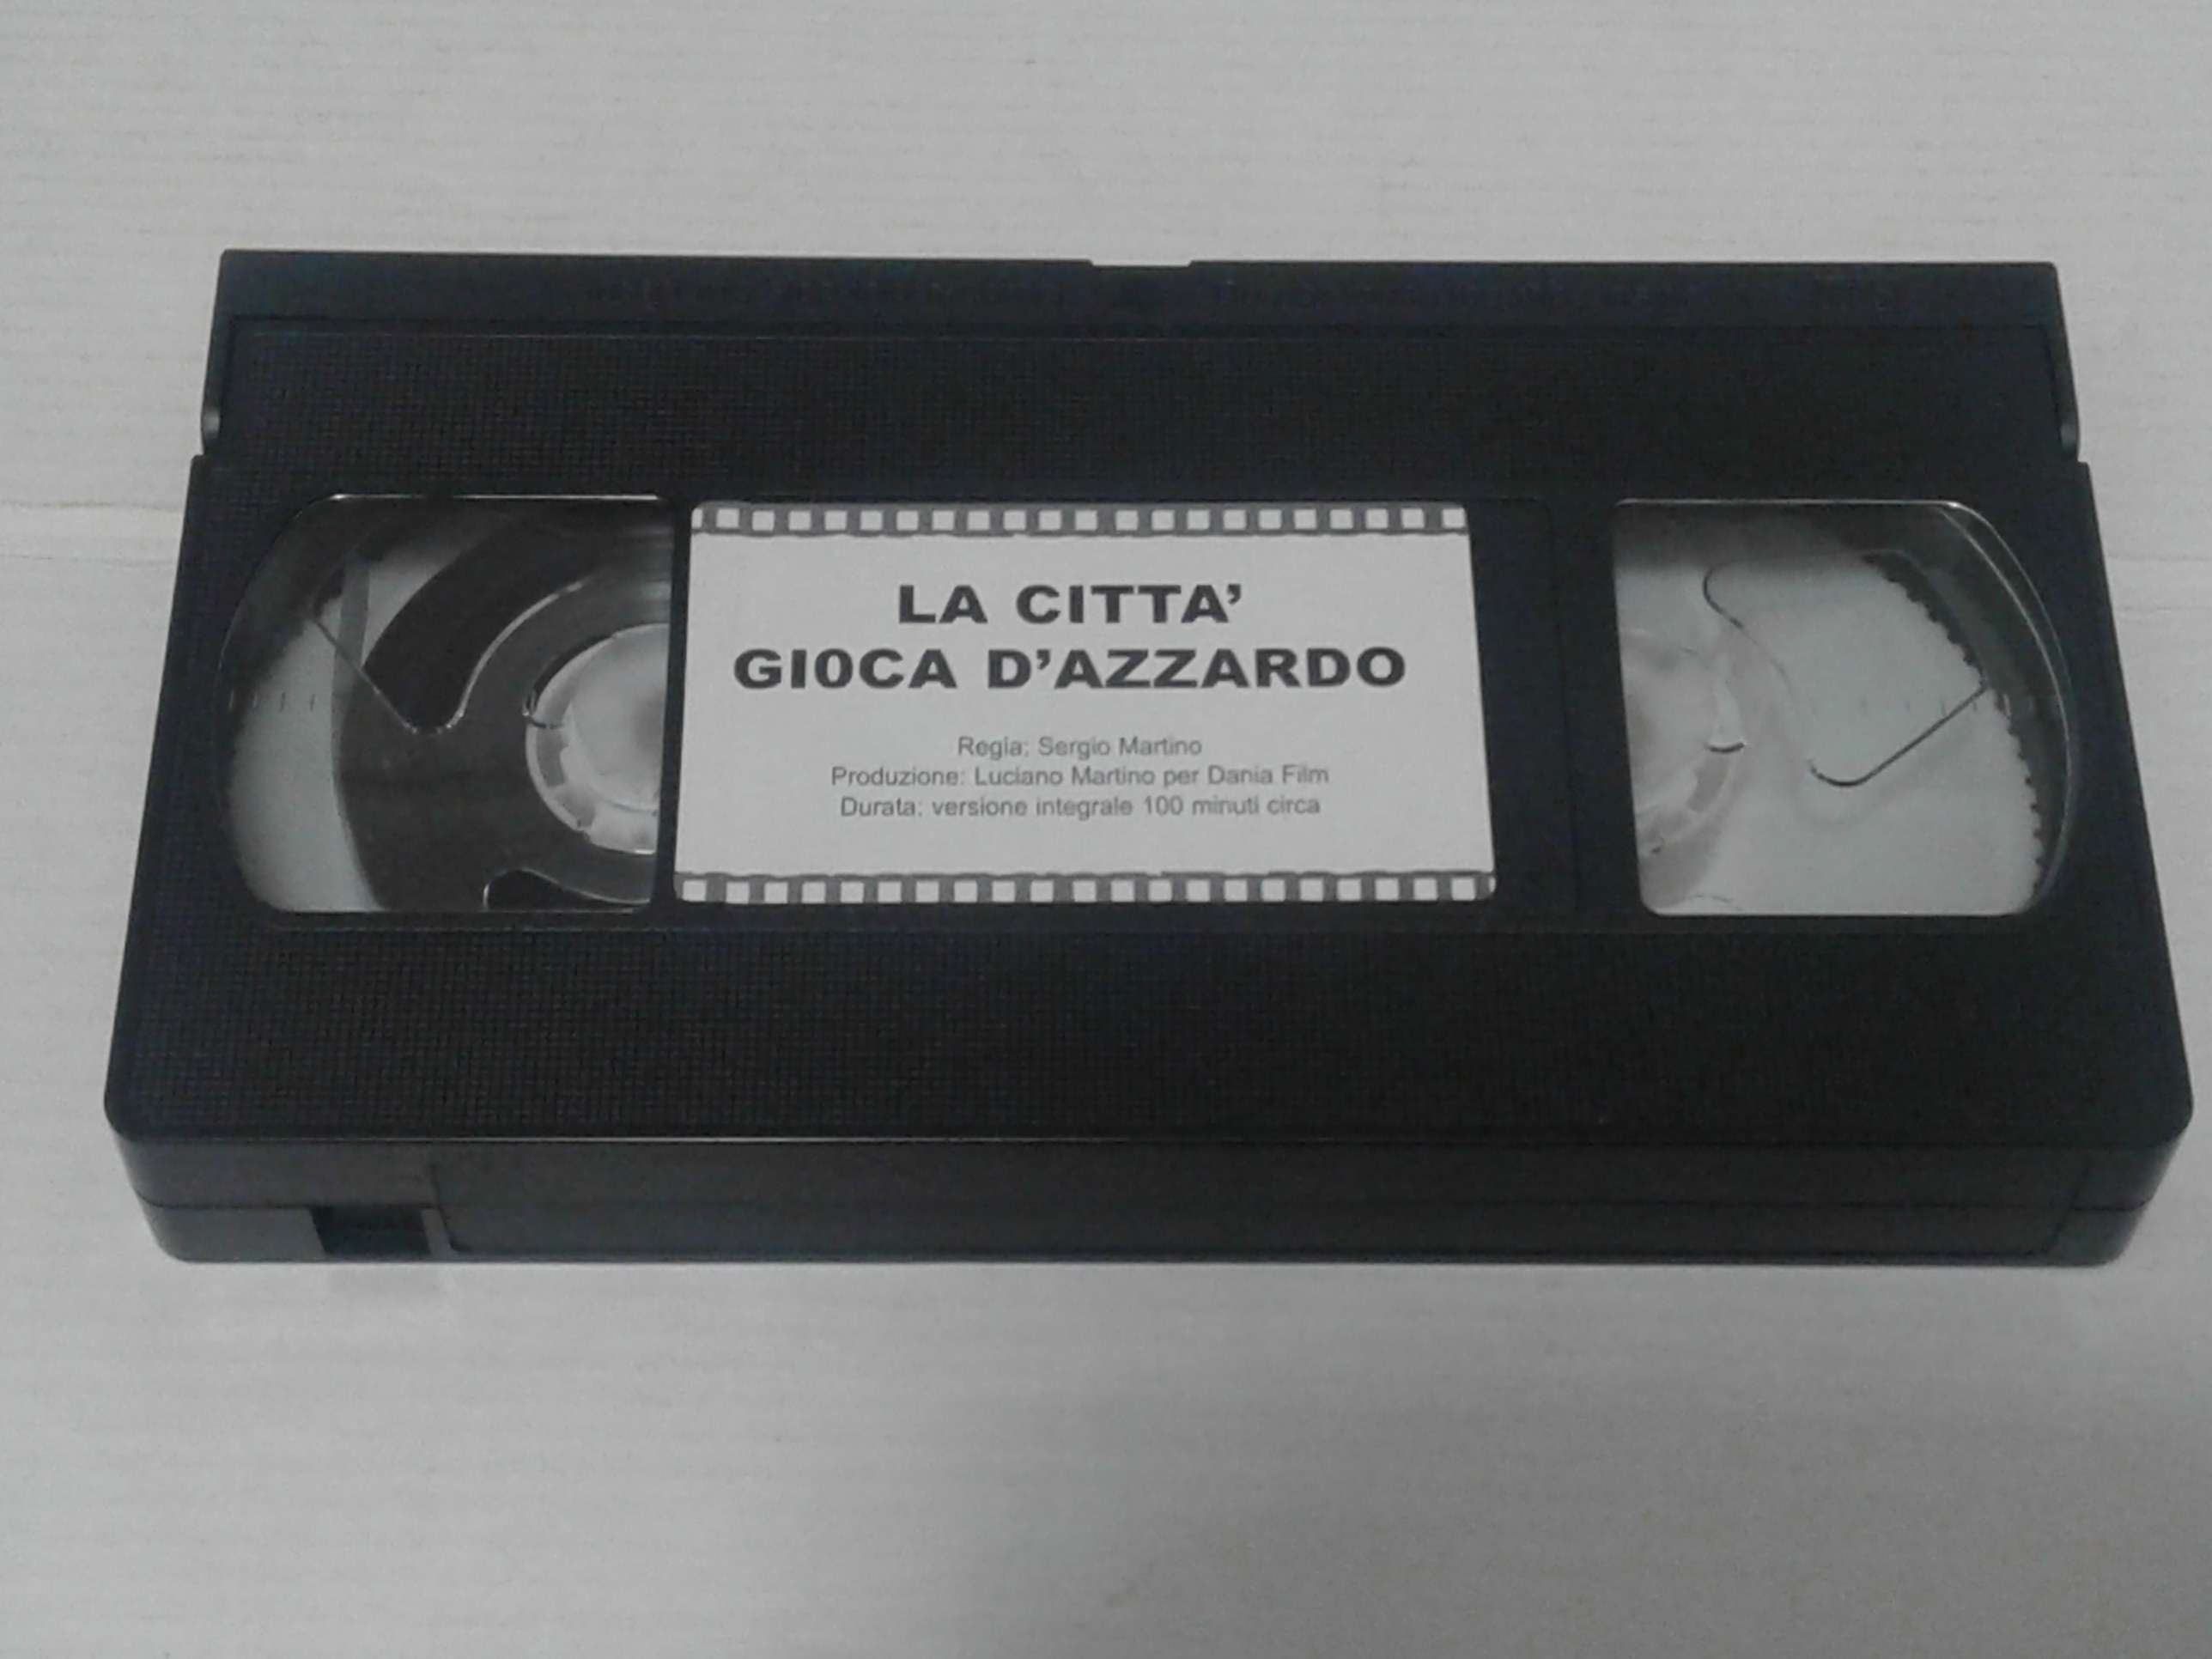 LA CITTA'
GI0CA D'AZZARDO
Regia: Sergio Martino
Produzione: Luciano Martino per Dania Film
Durata: versione integrale 100 minuti circa